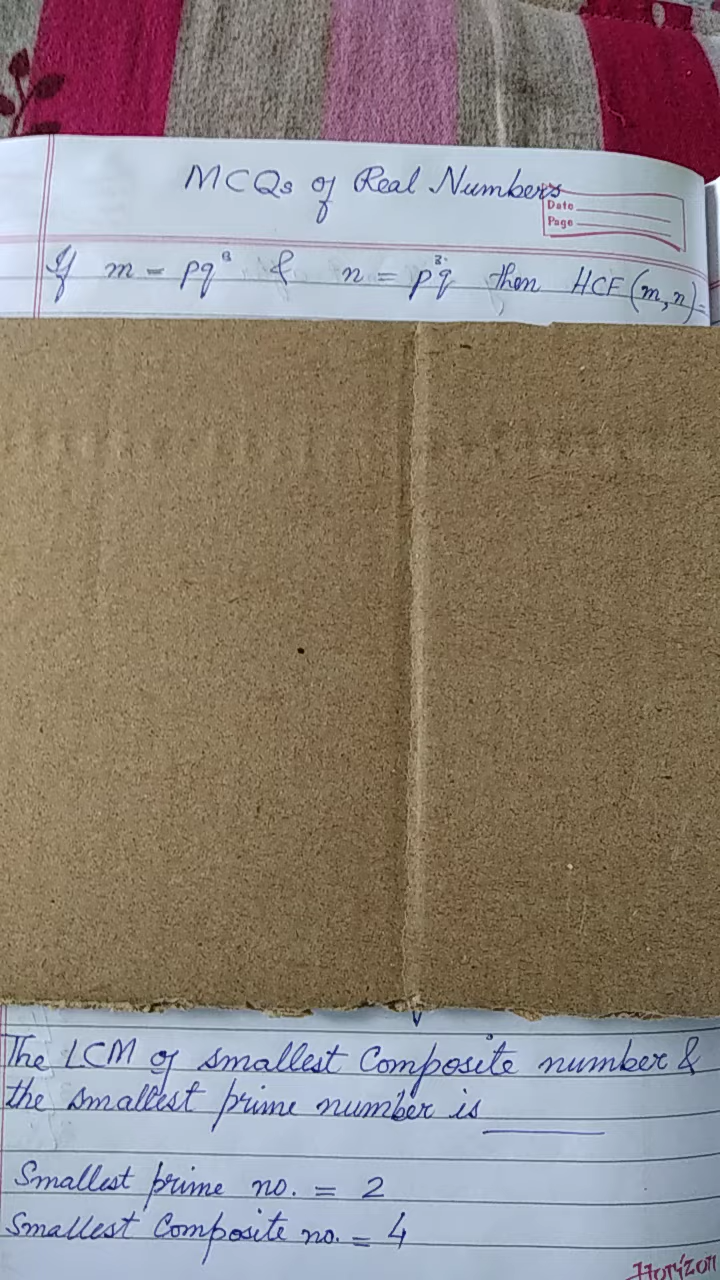 MCQs of Real Numbers
Date
Page
If m = pq³ & n = p³q then HCF(m,n) =
The LCM of smallest Composite number &
the smallest prime number is ______
Smallest prime no. = 2
Smallest Composite no. = 4
Horizon